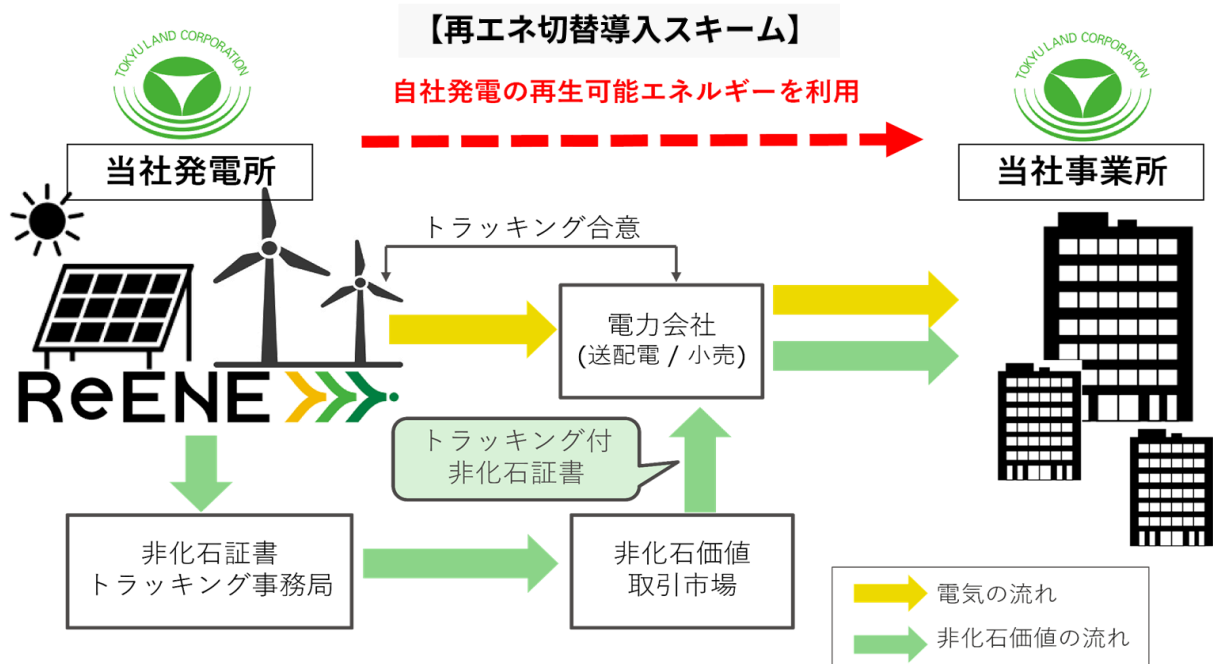 【再エネ切替導入スキーム】
TOKYU LAND CORPORATION
TOKYU LAND CORPORATION
自社発電の再生可能エネルギーを利用
当社発電所
当社事業所
トラッキング合意
電力会社
(送配電 / 小売)
ReENE
トラッキング付
非化石証書
非化石証書
トラッキング事務局
非化石価値
取引市場
電気の流れ
非化石価値の流れ